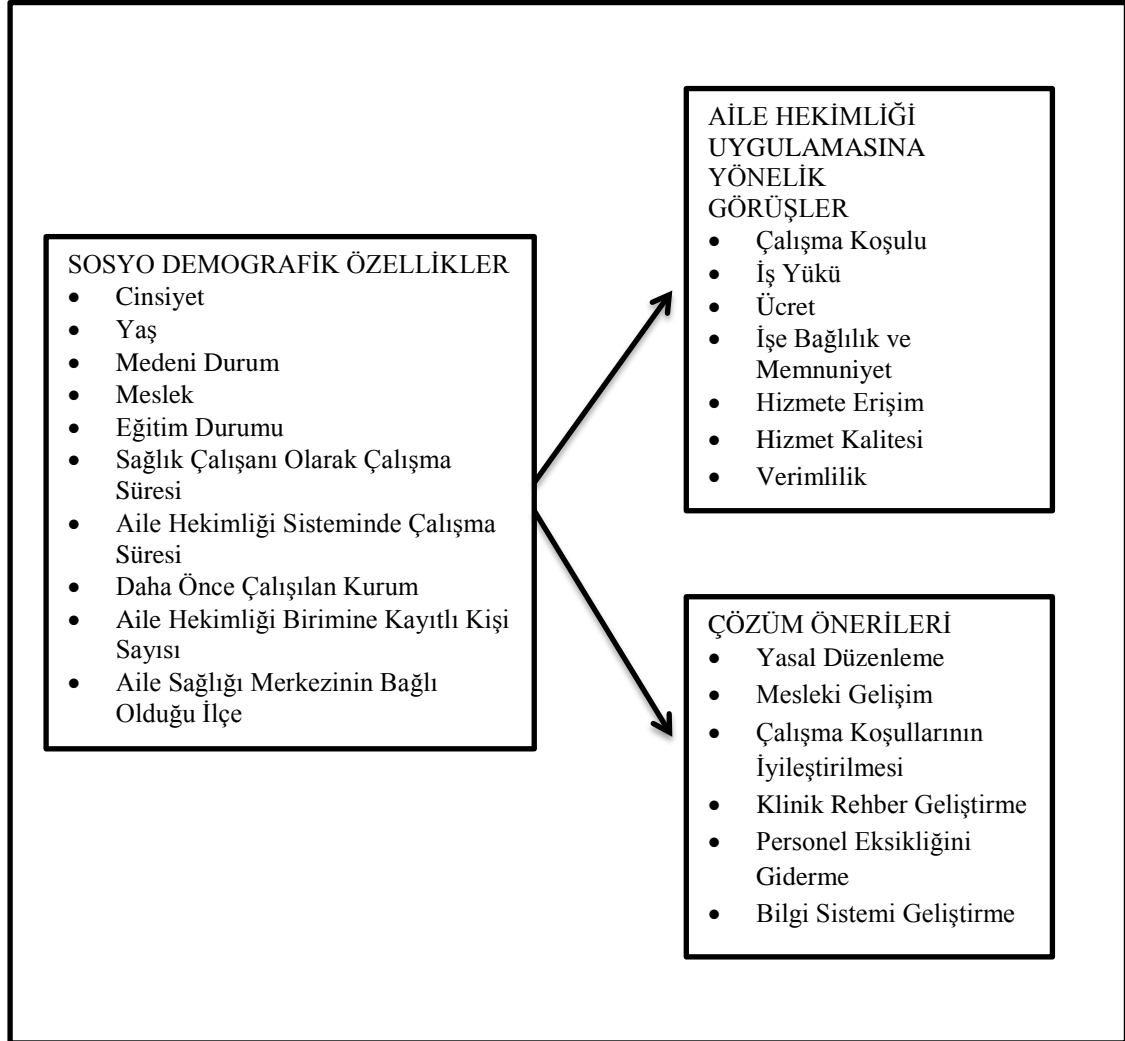 SOSYO DEMOGRAFİK ÖZELLİKLER
• Cinsiyet
• Yaş
• Medeni Durum
• Meslek
• Eğitim Durumu
• Sağlık Çalışanı Olarak Çalışma
Süresi
• Aile Hekimliği Sisteminde Çalışma
Süresi
• Daha Önce Çalışılan Kurum
• Aile Hekimliği Birimine Kayıtlı Kişi
Sayısı
• Aile Sağlığı Merkezinin Bağlı
Olduğu İlçe
AİLE HEKİMLİĞİ
UYGULAMASINA
YÖNELİK
GÖRÜŞLER
• Çalışma Koşulu
• İş Yükü
• Ücret
• İşe Bağlılık ve
Memnuniyet
• Hizmete Erişim
• Hizmet Kalitesi
• Verimlilik
ÇÖZÜM ÖNERİLERİ
• Yasal Düzenleme
• Mesleki Gelişim
• Çalışma Koşullarının
İyileştirilmesi
• Klinik Rehber Geliştirme
• Personel Eksikliğini
Giderme
• Bilgi Sistemi Geliştirme